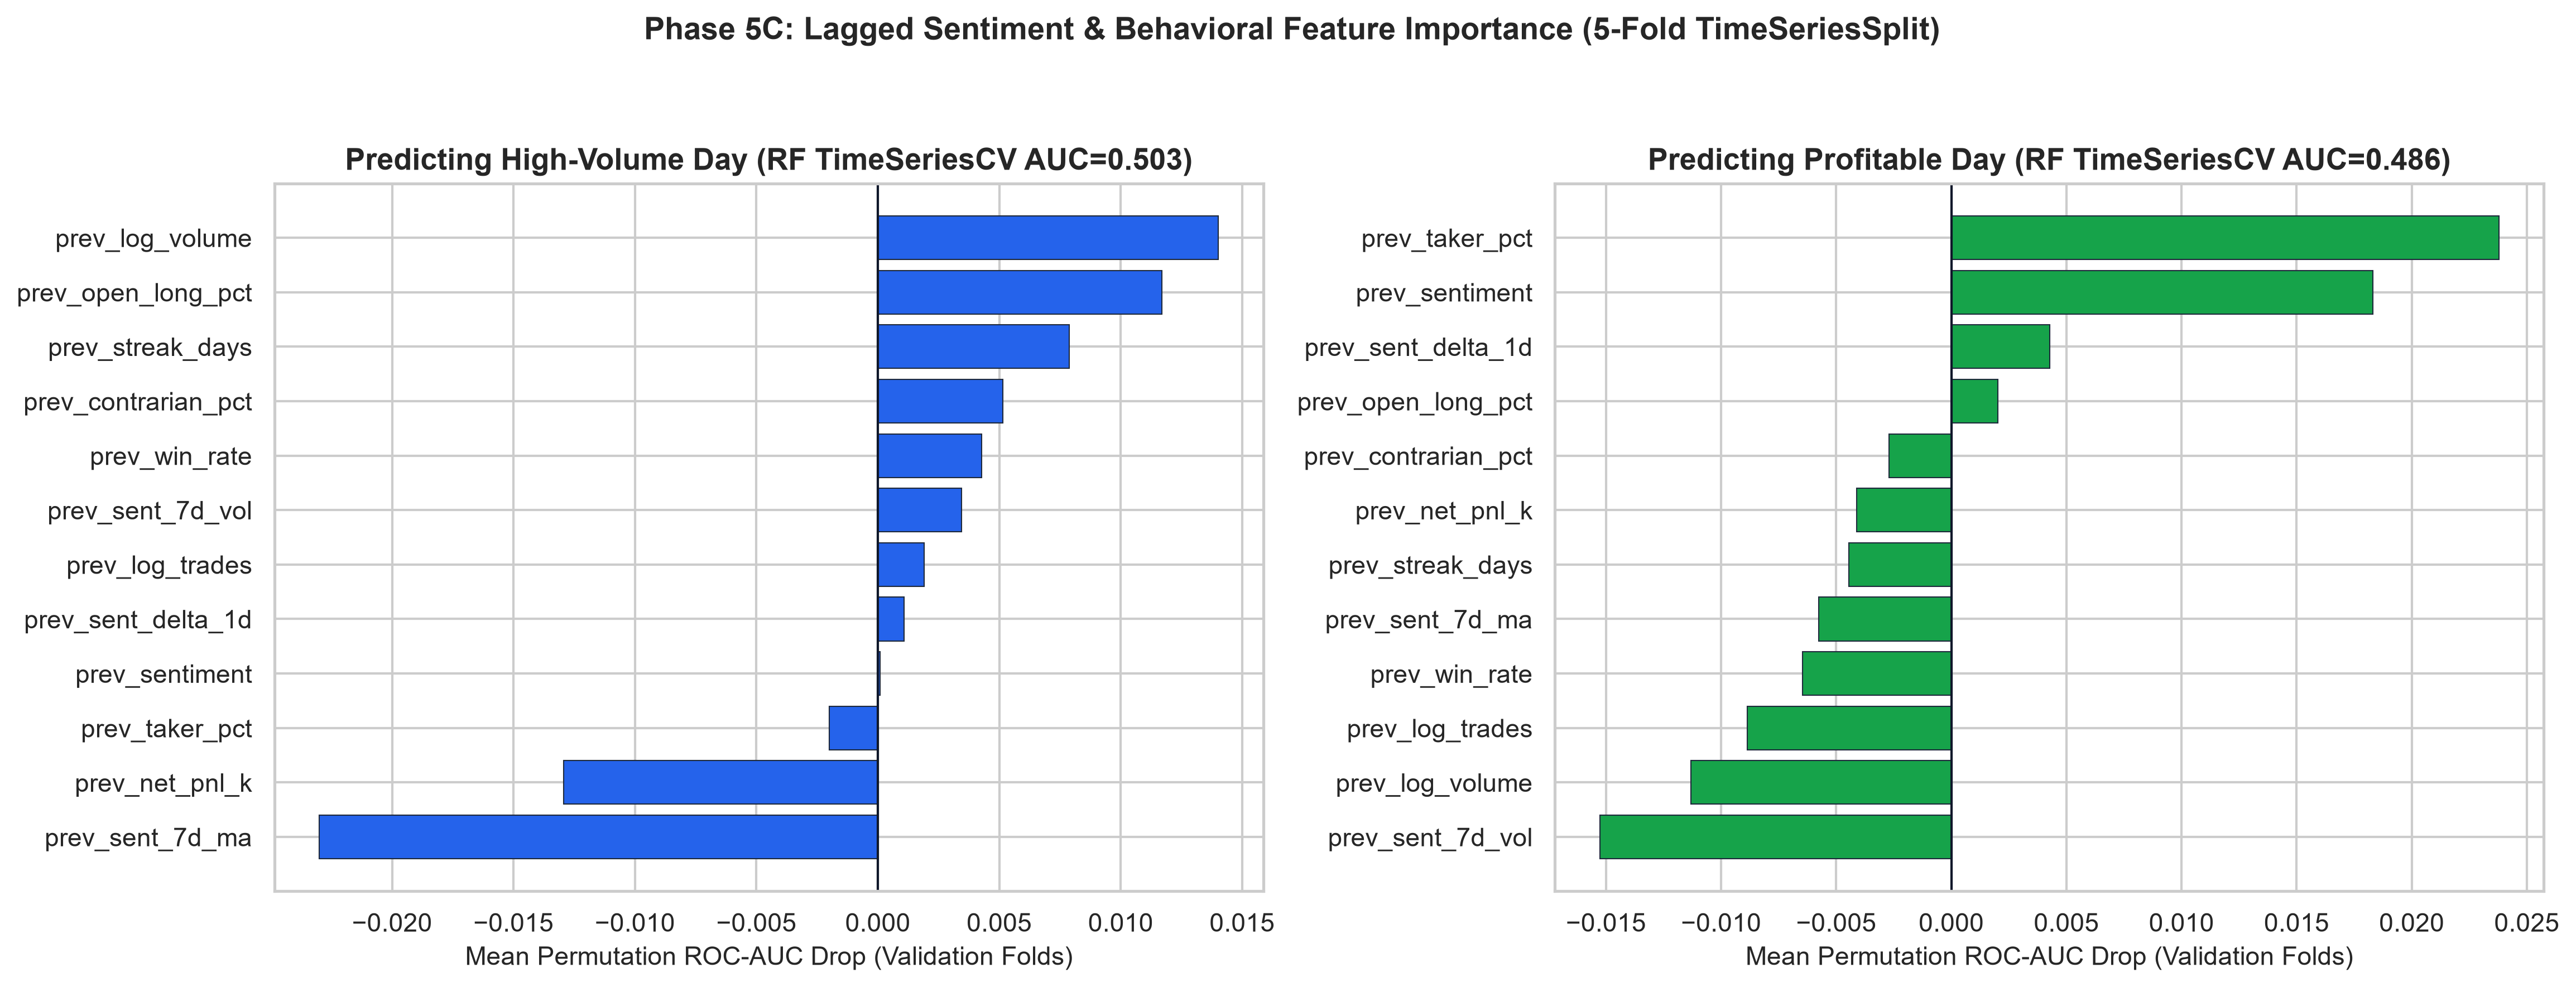 Phase 5C: Lagged Sentiment & Behavioral Feature Importance (5-Fold TimeSeriesSplit)
Predicting High-Volume Day (RF TimeSeriesCV AUC=0.503)
prev_log_volume
prev_open_long_pct
prev_streak_days
prev_contrarian_pct
prev_win_rate
prev_sent_7d_vol
prev_log_trades
prev_sent_delta_1d
prev_sentiment
prev_taker_pct
prev_net_pnl_k
prev_sent_7d_ma
−0.020 −0.015 −0.010 −0.005 0.000 0.005 0.010 0.015
Mean Permutation ROC-AUC Drop (Validation Folds)
Predicting Profitable Day (RF TimeSeriesCV AUC=0.486)
prev_taker_pct
prev_sentiment
prev_sent_delta_1d
prev_open_long_pct
prev_contrarian_pct
prev_net_pnl_k
prev_streak_days
prev_sent_7d_ma
prev_win_rate
prev_log_trades
prev_log_volume
prev_sent_7d_vol
−0.015 −0.010 −0.005 0.000 0.005 0.010 0.015 0.020 0.025
Mean Permutation ROC-AUC Drop (Validation Folds)